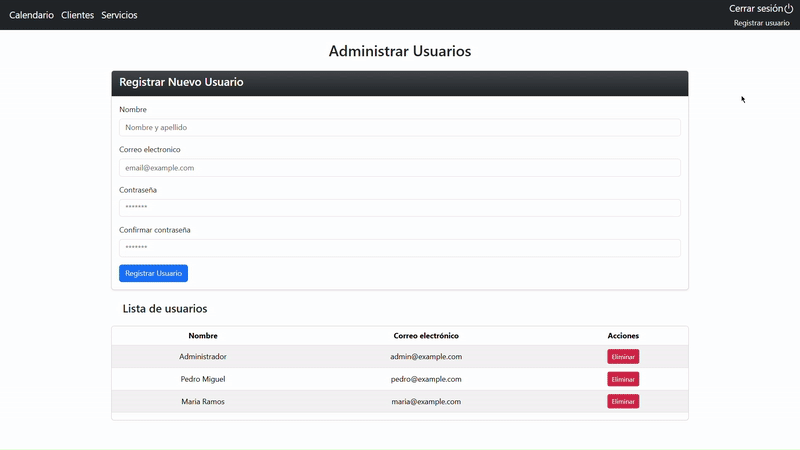 Calendario Clientes Servicios
Cerrar sesión
Registrar usuario
Administrar Usuarios
Registrar Nuevo Usuario
Nombre
Nombre y apellido
Correo electronico
email@example.com
Contraseña
*******
Confirmar contraseña
*******
Registrar Usuario
Lista de usuarios
Nombre Correo electrónico Acciones
Administrador admin@example.com Eliminar
Pedro Miguel pedro@example.com Eliminar
Maria Ramos maria@example.com Eliminar